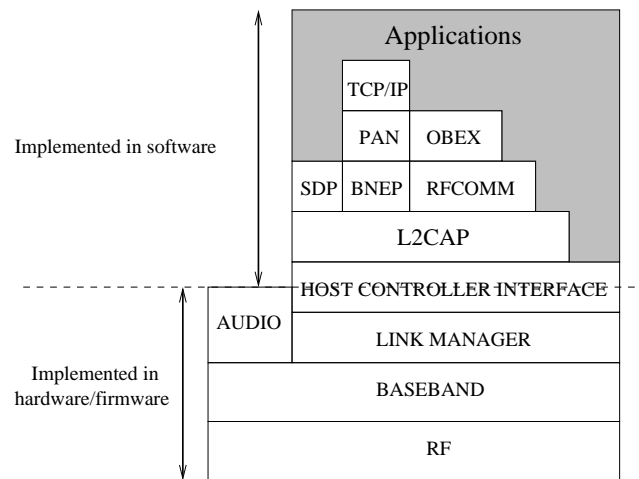 Applications
TCP/IP
Implemented in software
PAN OBEX
SDP BNEP RFCOMM
L2CAP
HOST CONTROLLER INTERFACE
AUDIO
LINK MANAGER
Implemented in
hardware/firmware
BASEBAND
RF